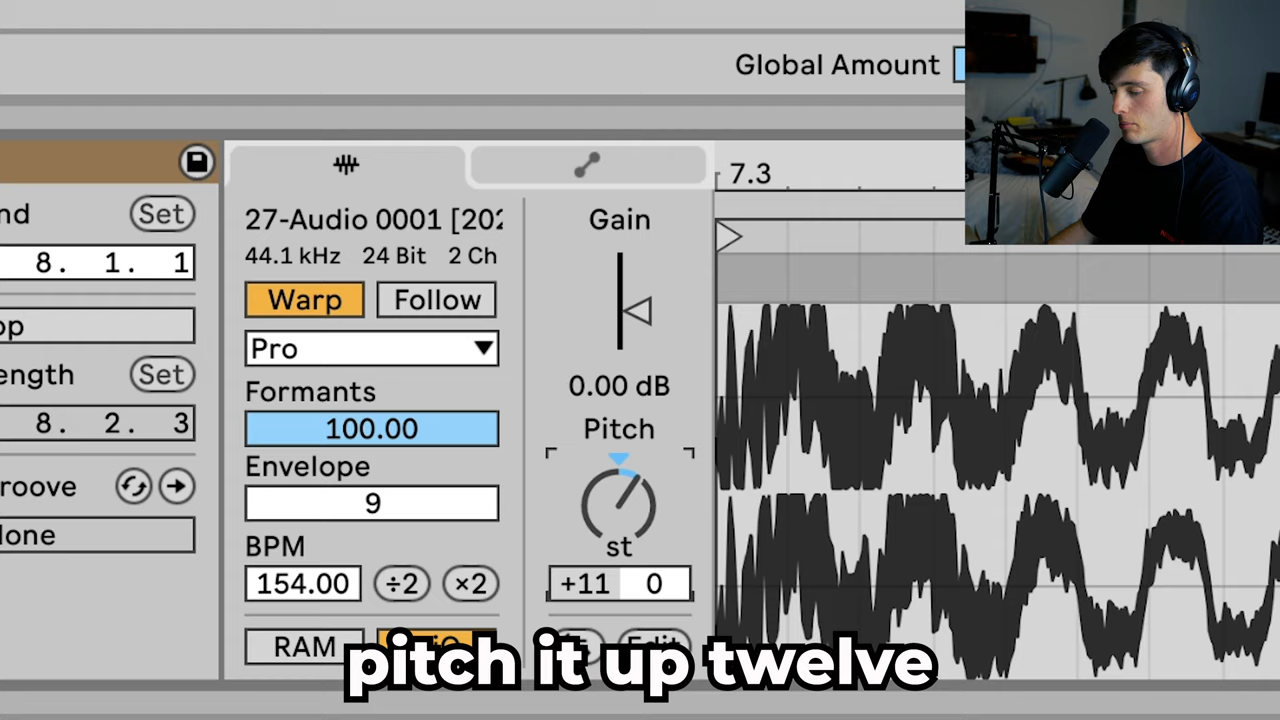 Global Amount
nd
Set
8. 1. 1
op
ength
Set
8. 2. 3
roove
lone
27-Audio 0001 [202
44.1 kHz 24 Bit 2 Ch
Warp Follow
Pro
Formants
100.00
Envelope
9
BPM
154.00 ÷2 ×2
RAM
Gain
0.00 dB
Pitch
st
+11 0
Edit
7.3
pitch it up twelve